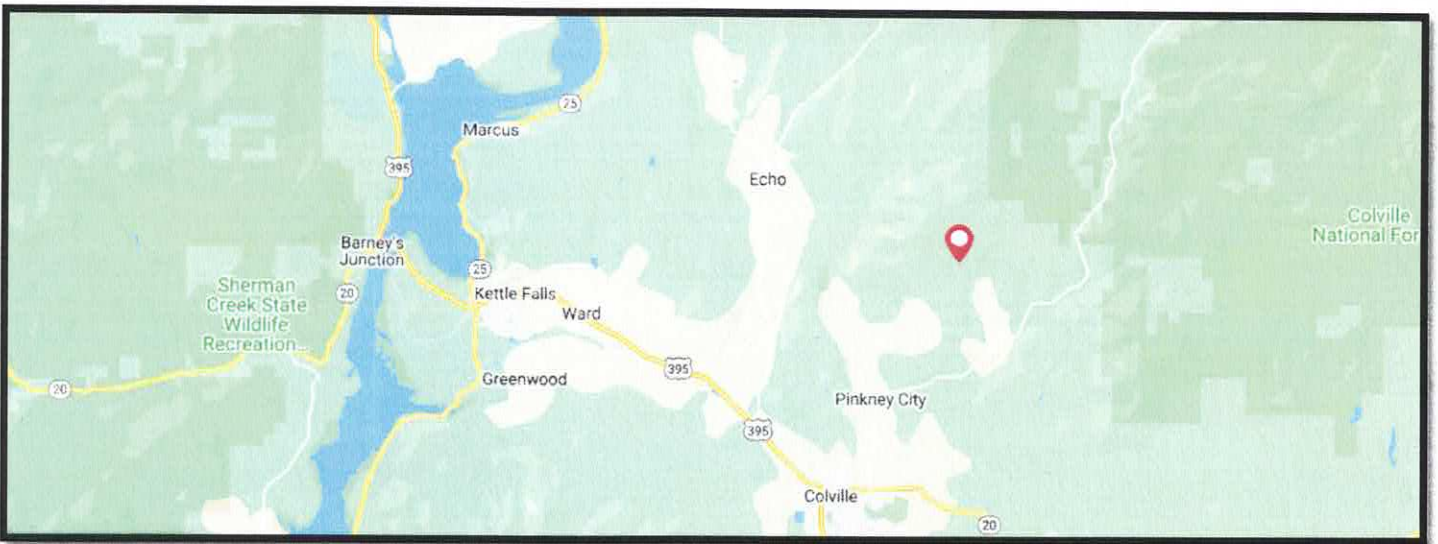 25
Marcus
395
Echo
Colville
National For
Barney's
Junction
25
20
Sherman
Creek State
Wildlife
Recreation...
Kettle Falls
Ward
395
20
Greenwood
Pinkney City
395
Colville
20